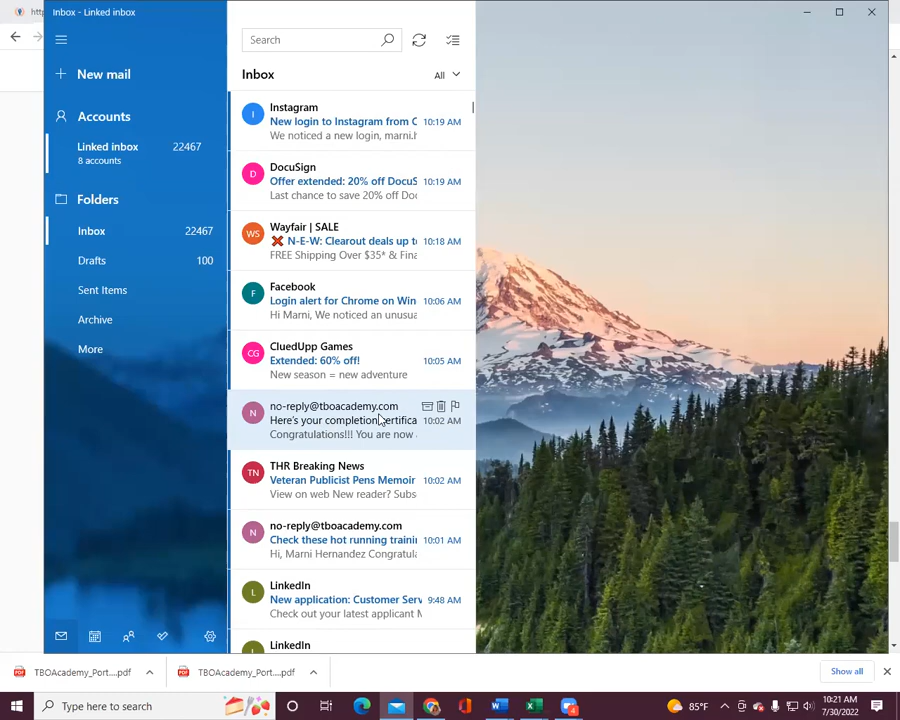 Inbox - Linked inbox
Search
New mail
Inbox
All
Accounts
Linked inbox 22467
8 accounts
Folders
Inbox 22467
Drafts 100
Sent Items
Archive
More
I
Instagram
New login to Instagram from C 10:19 AM
We noticed a new login, marni.h
D
DocuSign
Offer extended: 20% off DocuS 10:19 AM
Last chance to save 20% off Doc
WS
Wayfair | SALE
❌ N-E-W: Clearout deals up t 10:18 AM
FREE Shipping Over $35* & Fina
F
Facebook
Login alert for Chrome on Win 10:06 AM
Hi Marni, We noticed an unusua
CG
CluedUpp Games
Extended: 60% off! 10:05 AM
New season = new adventure
N
no-reply@tboacademy.com
Here's your completion certifica 10:02 AM
Congratulations!!! You are now
TN
THR Breaking News
Veteran Publicist Pens Memoir 10:02 AM
View on web New reader? Subs
N
no-reply@tboacademy.com
Check these hot running traini 10:01 AM
Hi, Marni Hernandez Congratula
L
LinkedIn
New application: Customer Serv 9:48 AM
Check out your latest applicant
LinkedIn
PDF TBOAcademy_Port....pdf
PDF TBOAcademy_Port....pdf
Show all
Type here to search
85°F
10:21 AM
7/30/2022